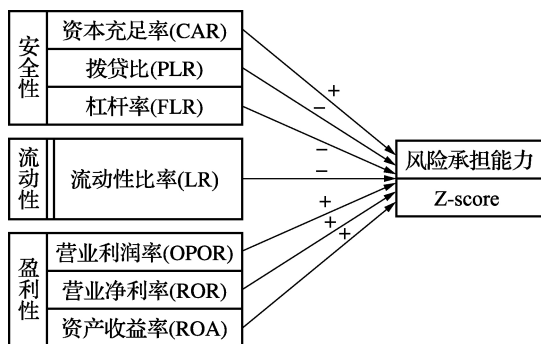 安全性
资本充足率(CAR)
拨贷比(PLR)
杠杆率(FLR)
流动性
流动性比率(LR)
盈利性
营业利润率(OPOR)
营业净利率(ROR)
资产收益率(ROA)
+
−
−
−
+
+
+
风险承担能力
Z-score